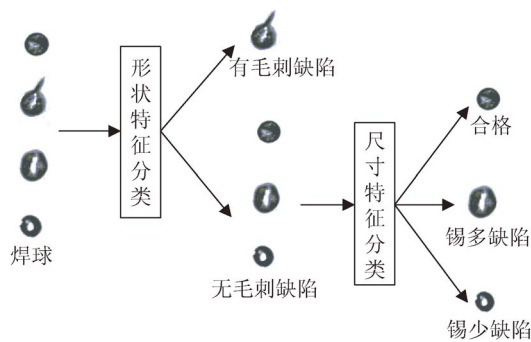 焊球
形状特征分类
有毛刺缺陷
无毛刺缺陷
尺寸特征分类
合格
锡多缺陷
锡少缺陷